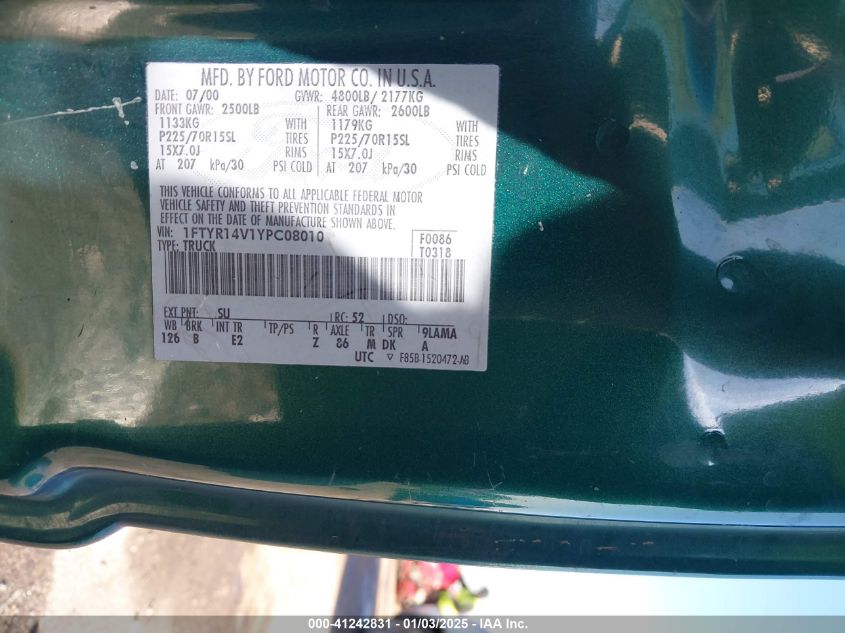 MFD. BY FORD MOTOR CO. IN U.S.A.
DATE: 07/00 GVWR: 4800LB/ 2177KG
FRONT GAWR: 2500LB REAR GAWR: 2600LB
1133KG WITH 1179KG WITH
P225/70R15SL TIRES P225/70R15SL TIRES
15X7.0J RIMS 15X7.0J RIMS
AT 207 kPa/30 PSI COLD AT 207 kPa/30 PSI COLD
THIS VEHICLE CONFORMS TO ALL APPLICABLE FEDERAL MOTOR
VEHICLE SAFETY AND THEFT PREVENTION STANDARDS IN
EFFECT ON THE DATE OF MANUFACTURE SHOWN ABOVE.
VIN: 1FTYR14V1YPC08010 F0086
TYPE: TRUCK T0318
EXT PNT: SU RC: 52 DSO:
WB BRK INT TR TP/PS R AXLE TR SPR 9LAMA
126 B E2 Z 86 M DK A
UTC ▽ F85B-1520472-AB
000-41242831 - 01/03/2025 - IAA Inc.